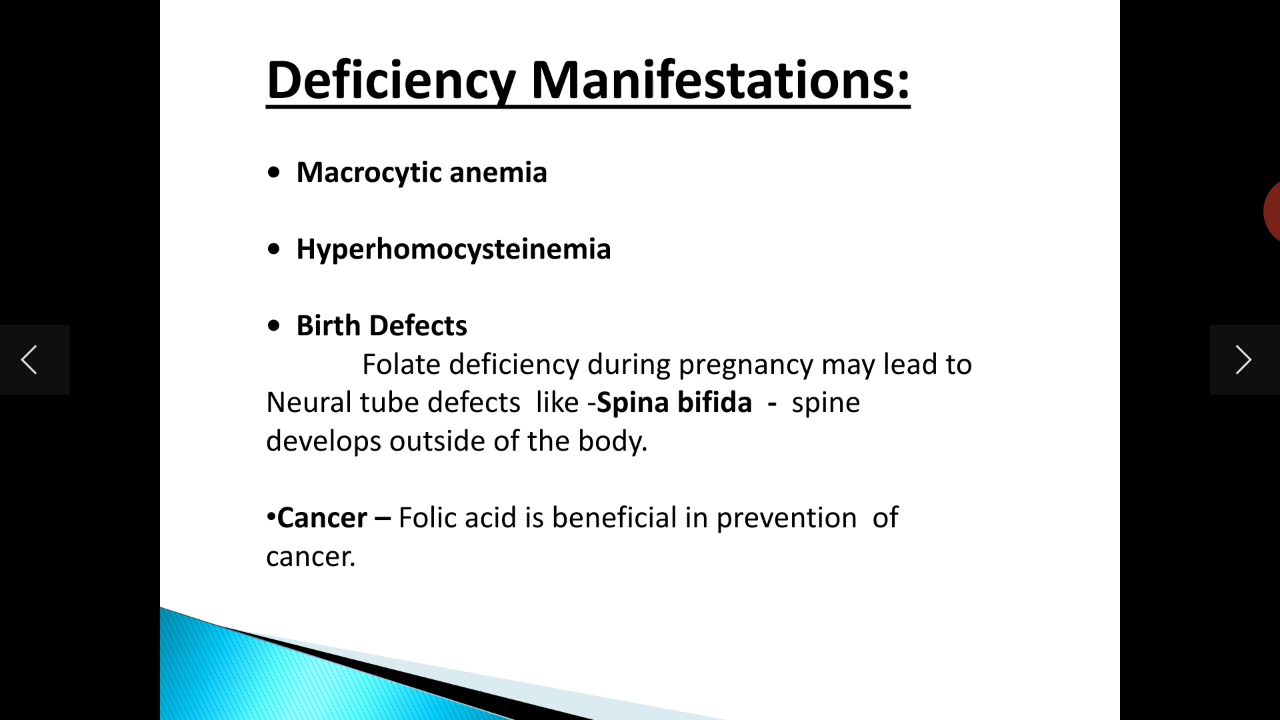 Deficiency Manifestations:
• Macrocytic anemia
• Hyperhomocysteinemia
• Birth Defects
Folate deficiency during pregnancy may lead to
Neural tube defects  like -Spina bifida  -  spine
develops outside of the body.
•Cancer – Folic acid is beneficial in prevention  of
cancer.